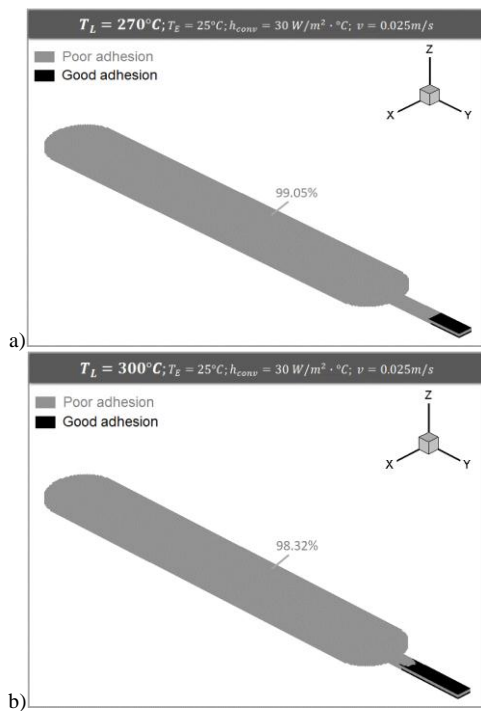 T_L = 270°C; T_E = 25°C; h_conv = 30 W/m² · °C; v = 0.025m/s
Poor adhesion
Good adhesion
Z
X
Y
99.05%
a)
T_L = 300°C; T_E = 25°C; h_conv = 30 W/m² · °C; v = 0.025m/s
Poor adhesion
Good adhesion
Z
X
Y
98.32%
b)